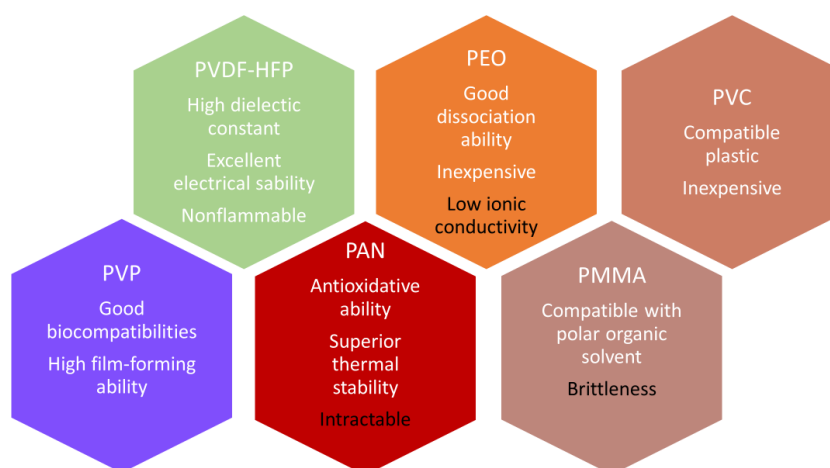 PVDF-HFP
High dielectic
constant
Excellent
electrical sability
Nonflammable
PEO
Good
dissociation
ability
Inexpensive
Low ionic
conductivity
PVC
Compatible
plastic
Inexpensive
PVP
Good
biocompatibilities
High film-forming
ability
PAN
Antioxidative
ability
Superior
thermal
stability
Intractable
PMMA
Compatible with
polar organic
solvent
Brittleness